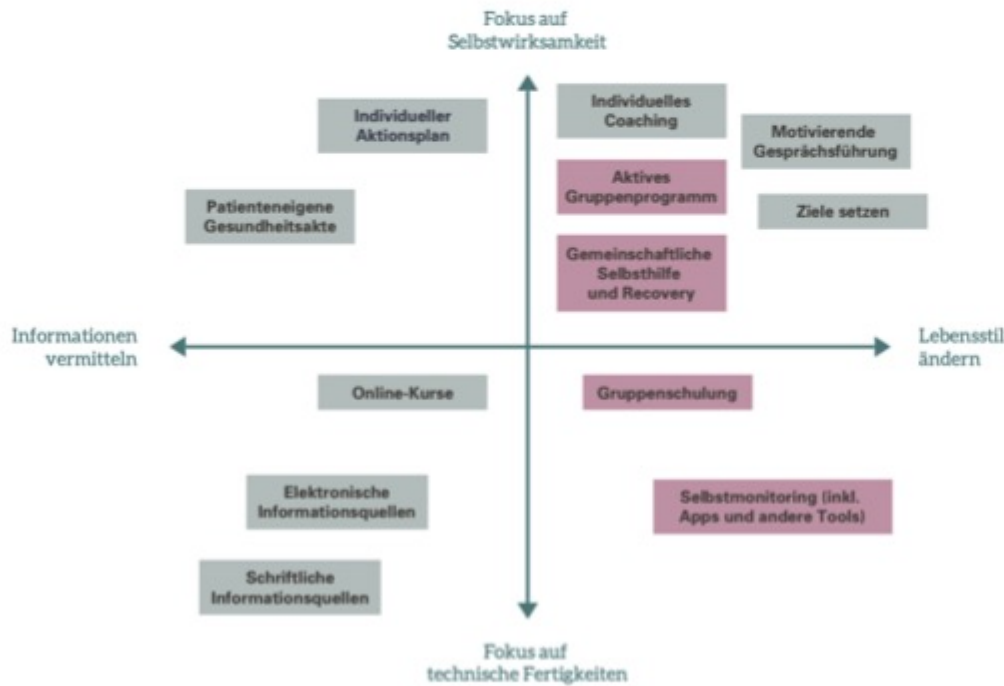 Fokus auf
Selbstwirksamkeit
Individueller
Aktionsplan
Individuelles
Coaching
Motivierende
Gesprächsführung
Patienteneigene
Gesundheitsakte
Aktives
Gruppenprogramm
Ziele setzen
Gemeinschaftliche
Selbsthilfe
und Recovery
Informationen
vermitteln
Lebensstil
ändern
Online-Kurse
Gruppenschulung
Elektronische
Informationsquellen
Selbstmonitoring (inkl.
Apps und andere Tools)
Schriftliche
Informationsquellen
Fokus auf
technische Fertigkeiten